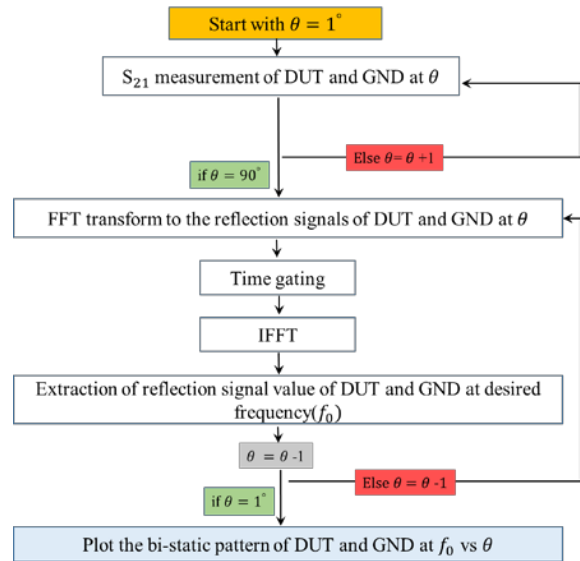 Start with θ = 1°
S₂₁ measurement of DUT and GND at θ
Else θ= θ +1
if θ = 90°
FFT transform to the reflection signals of DUT and GND at θ
Time gating
IFFT
Extraction of reflection signal value of DUT and GND at desired
frequency(f₀)
θ = θ -1
Else θ = θ -1
if θ = 1°
Plot the bi-static pattern of DUT and GND at f₀ vs θ